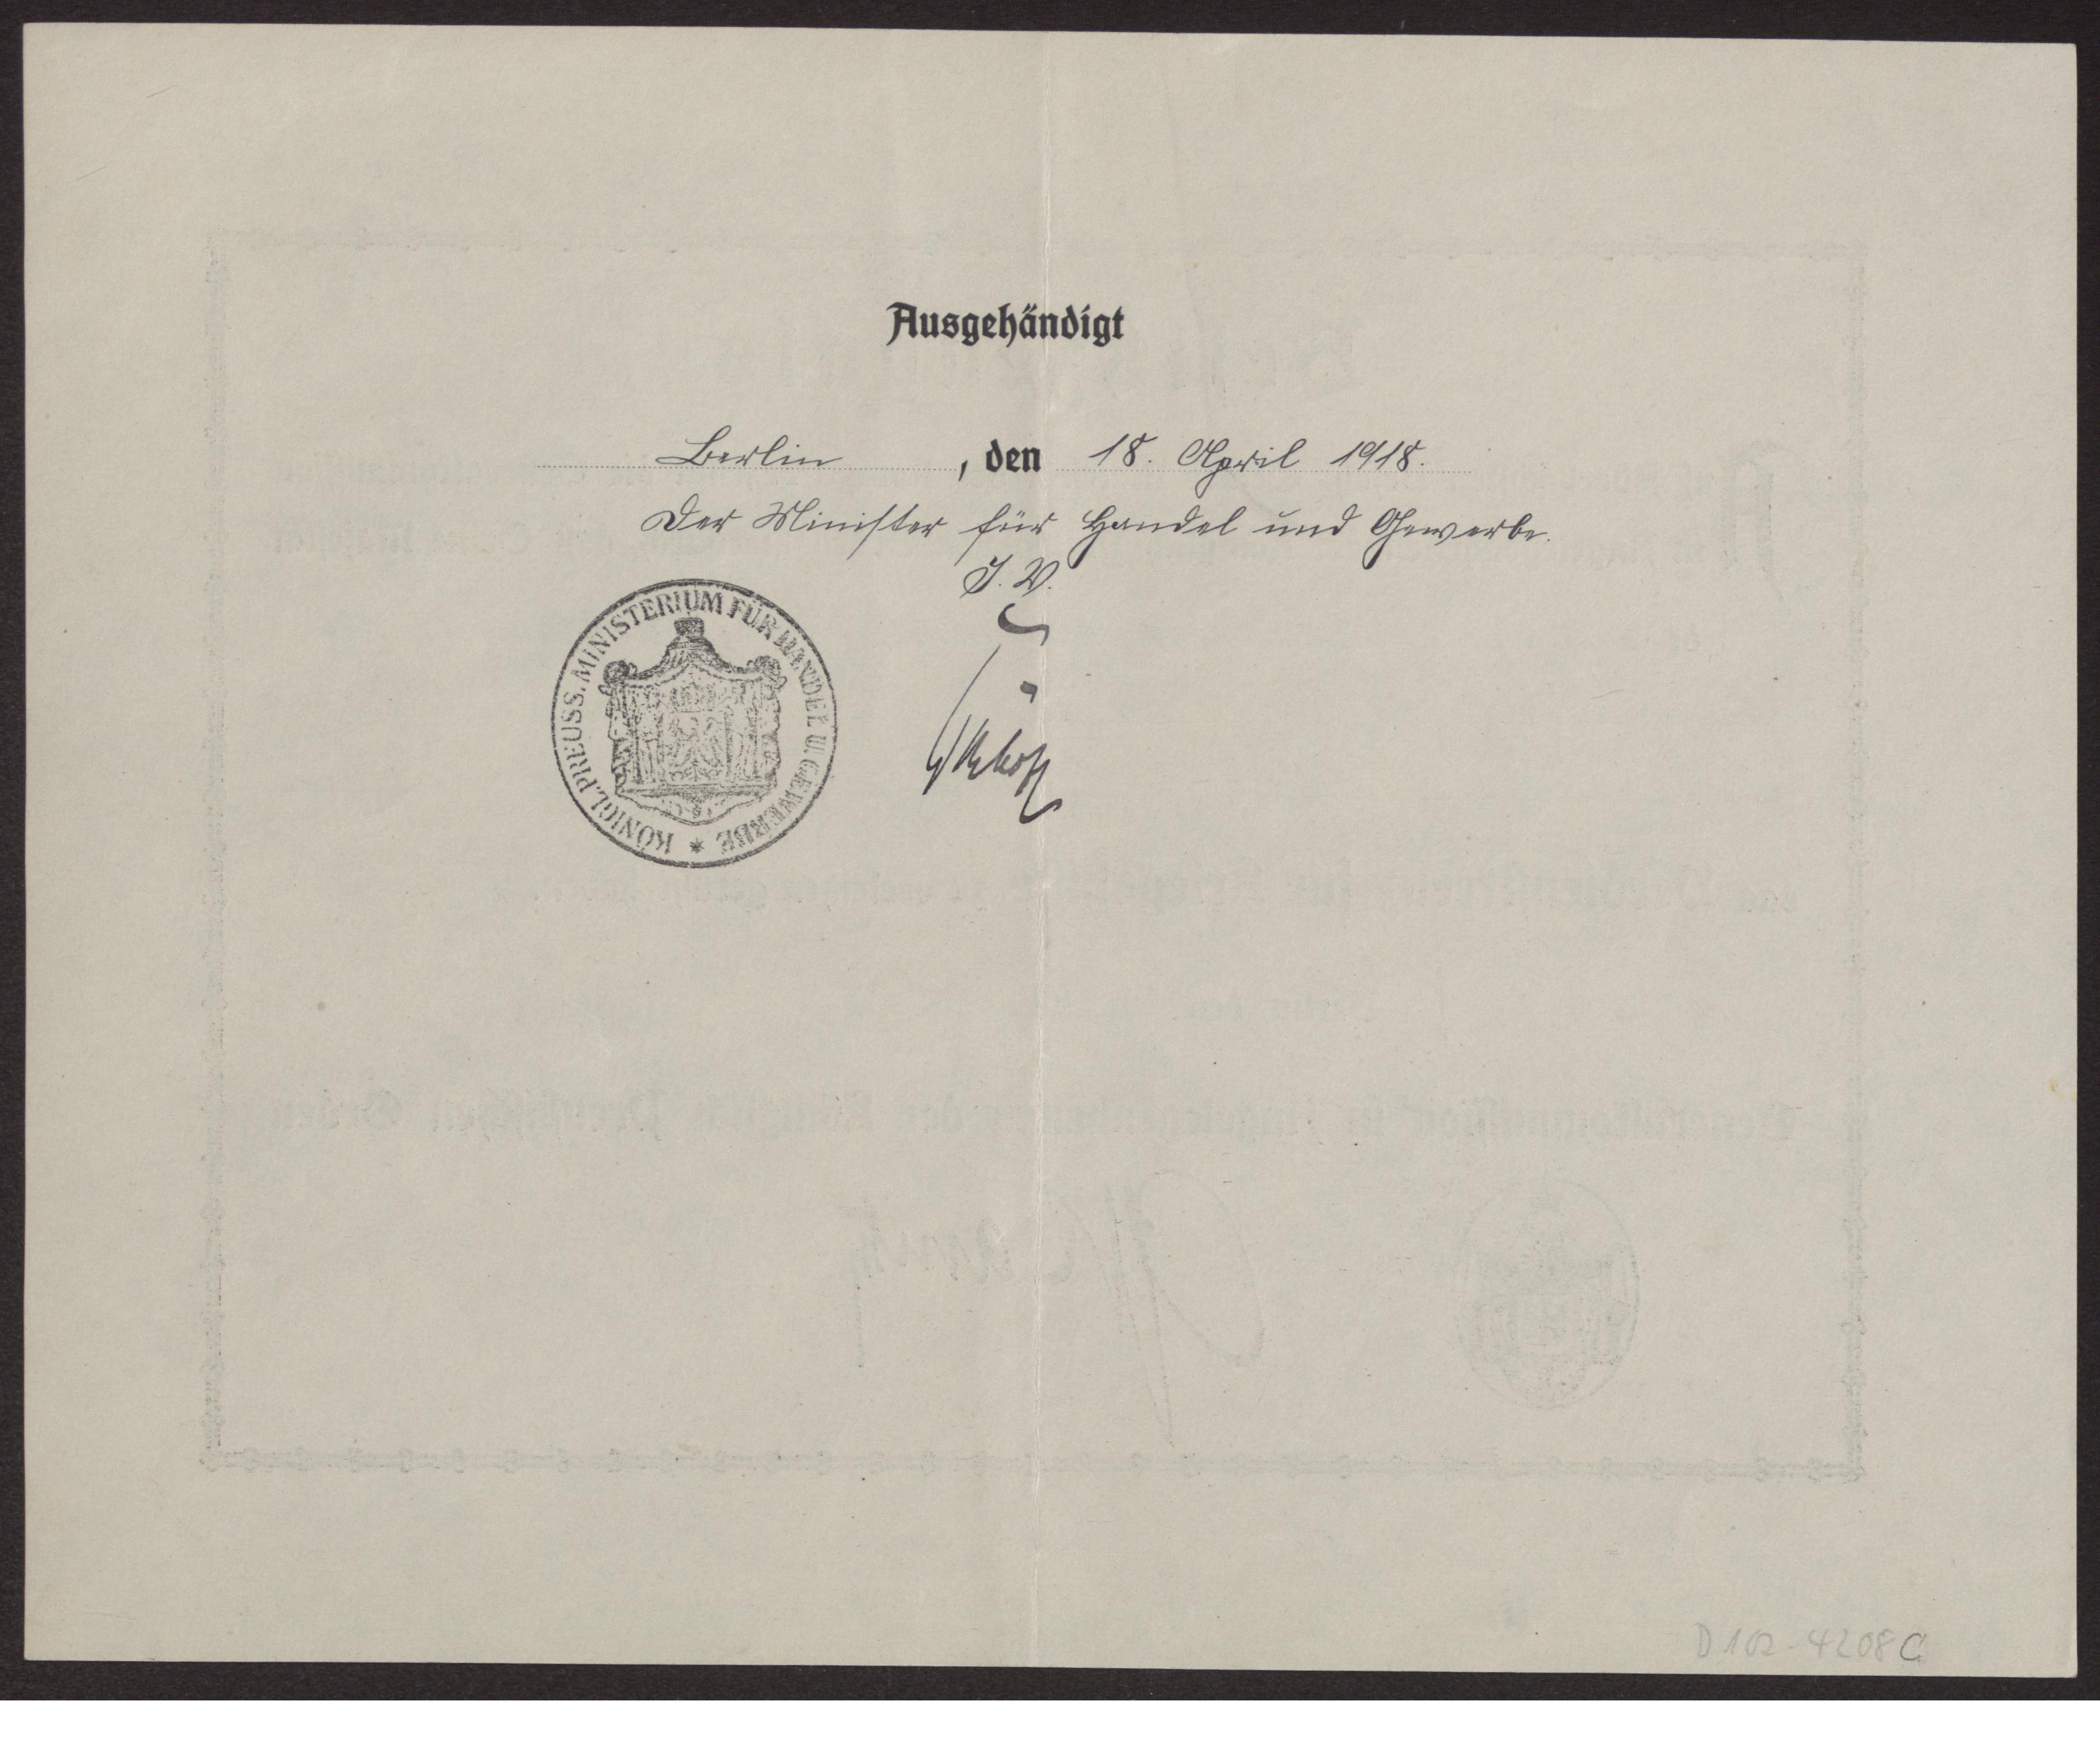 Ausgehändigt
Berlin, den 18. April 1918.
Der Minister für Handel und Gewerbe.
I. V.
KÖNIGL. PREUSS. MINISTERIUM FÜR HANDEL U. GEWERBE *
D 102-4208 C